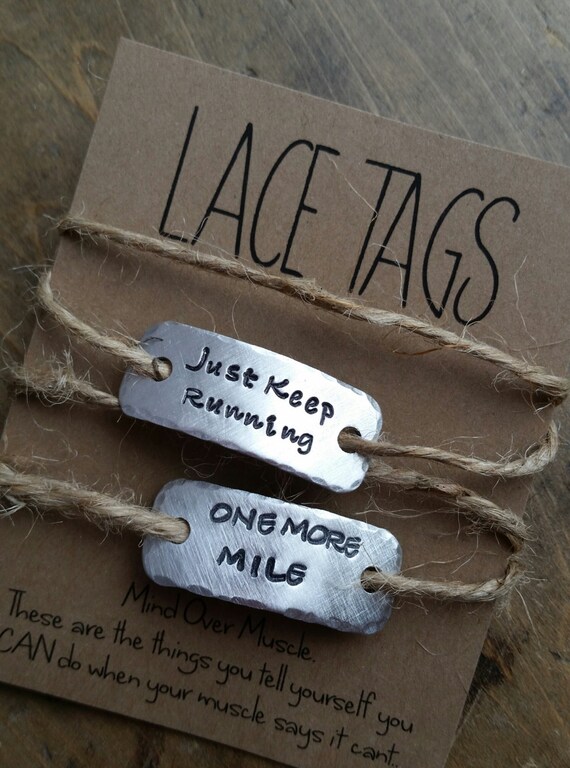 LACE TAGS
Just Keep
Running
ONE MORE
MILE
Mind Over Muscle.
These are the things you tell yourself you
CAN do when your muscle says it cant..